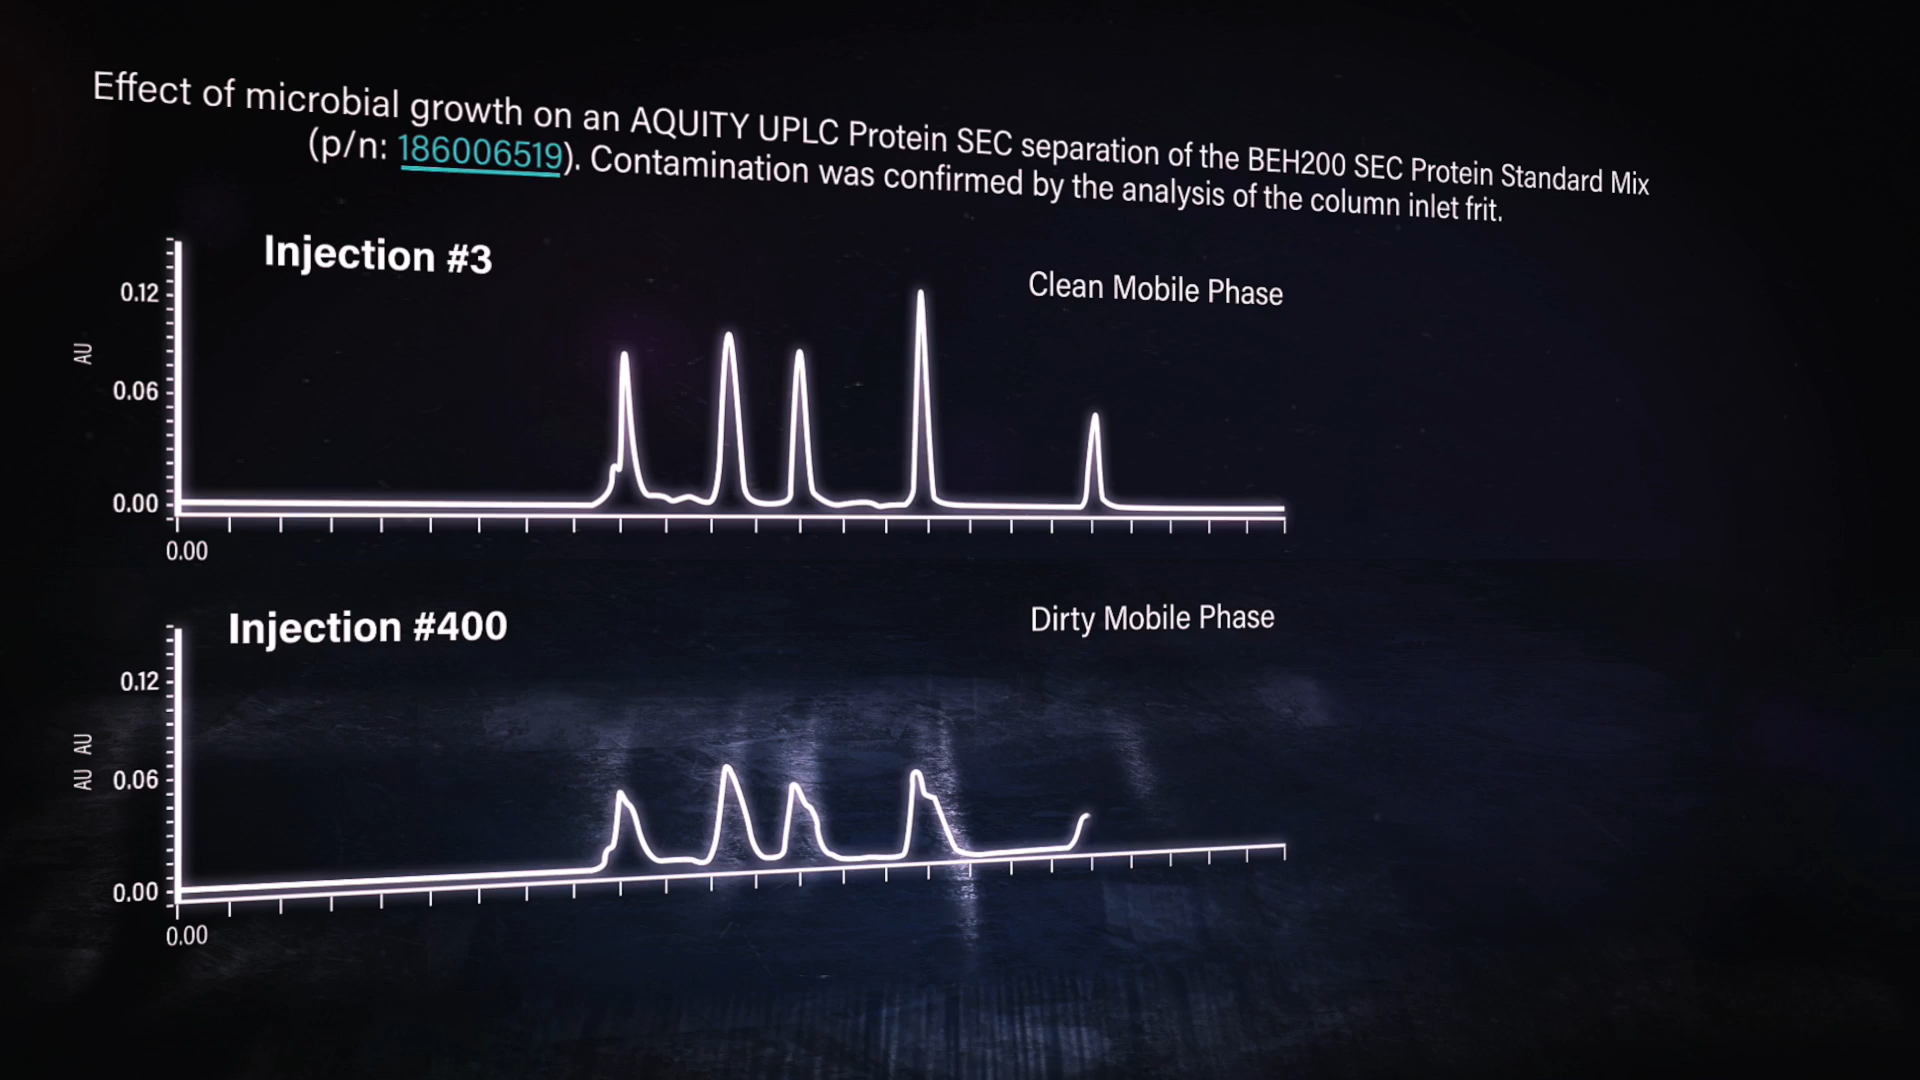 Effect of microbial growth on an AQUITY UPLC Protein SEC separation of the BEH200 SEC Protein Standard Mix
(p/n: 186006519). Contamination was confirmed by the analysis of the column inlet frit.
Injection #3
Clean Mobile Phase
0.12
AU
0.06
0.00
0.00
Injection #400
Dirty Mobile Phase
0.12
AU AU
0.06
0.00
0.00